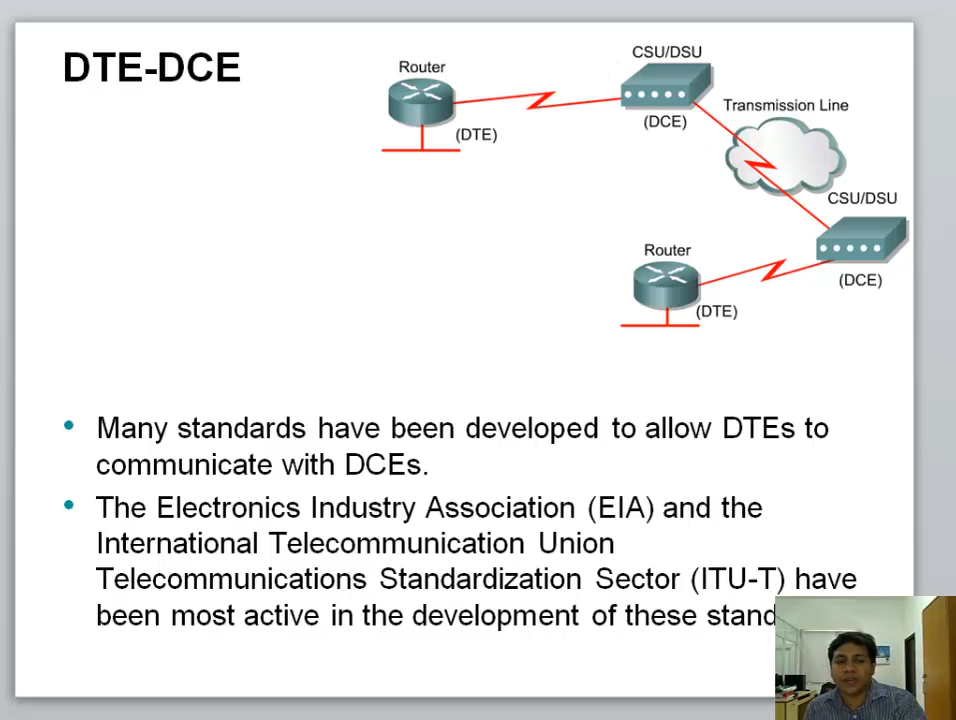 DTE-DCE
Router
CSU/DSU
(DTE)
(DCE)
Transmission Line
CSU/DSU
(DCE)
Router
(DTE)
• Many standards have been developed to allow DTEs to
communicate with DCEs.
• The Electronics Industry Association (EIA) and the
International Telecommunication Union
Telecommunications Standardization Sector (ITU-T) have
been most active in the development of these